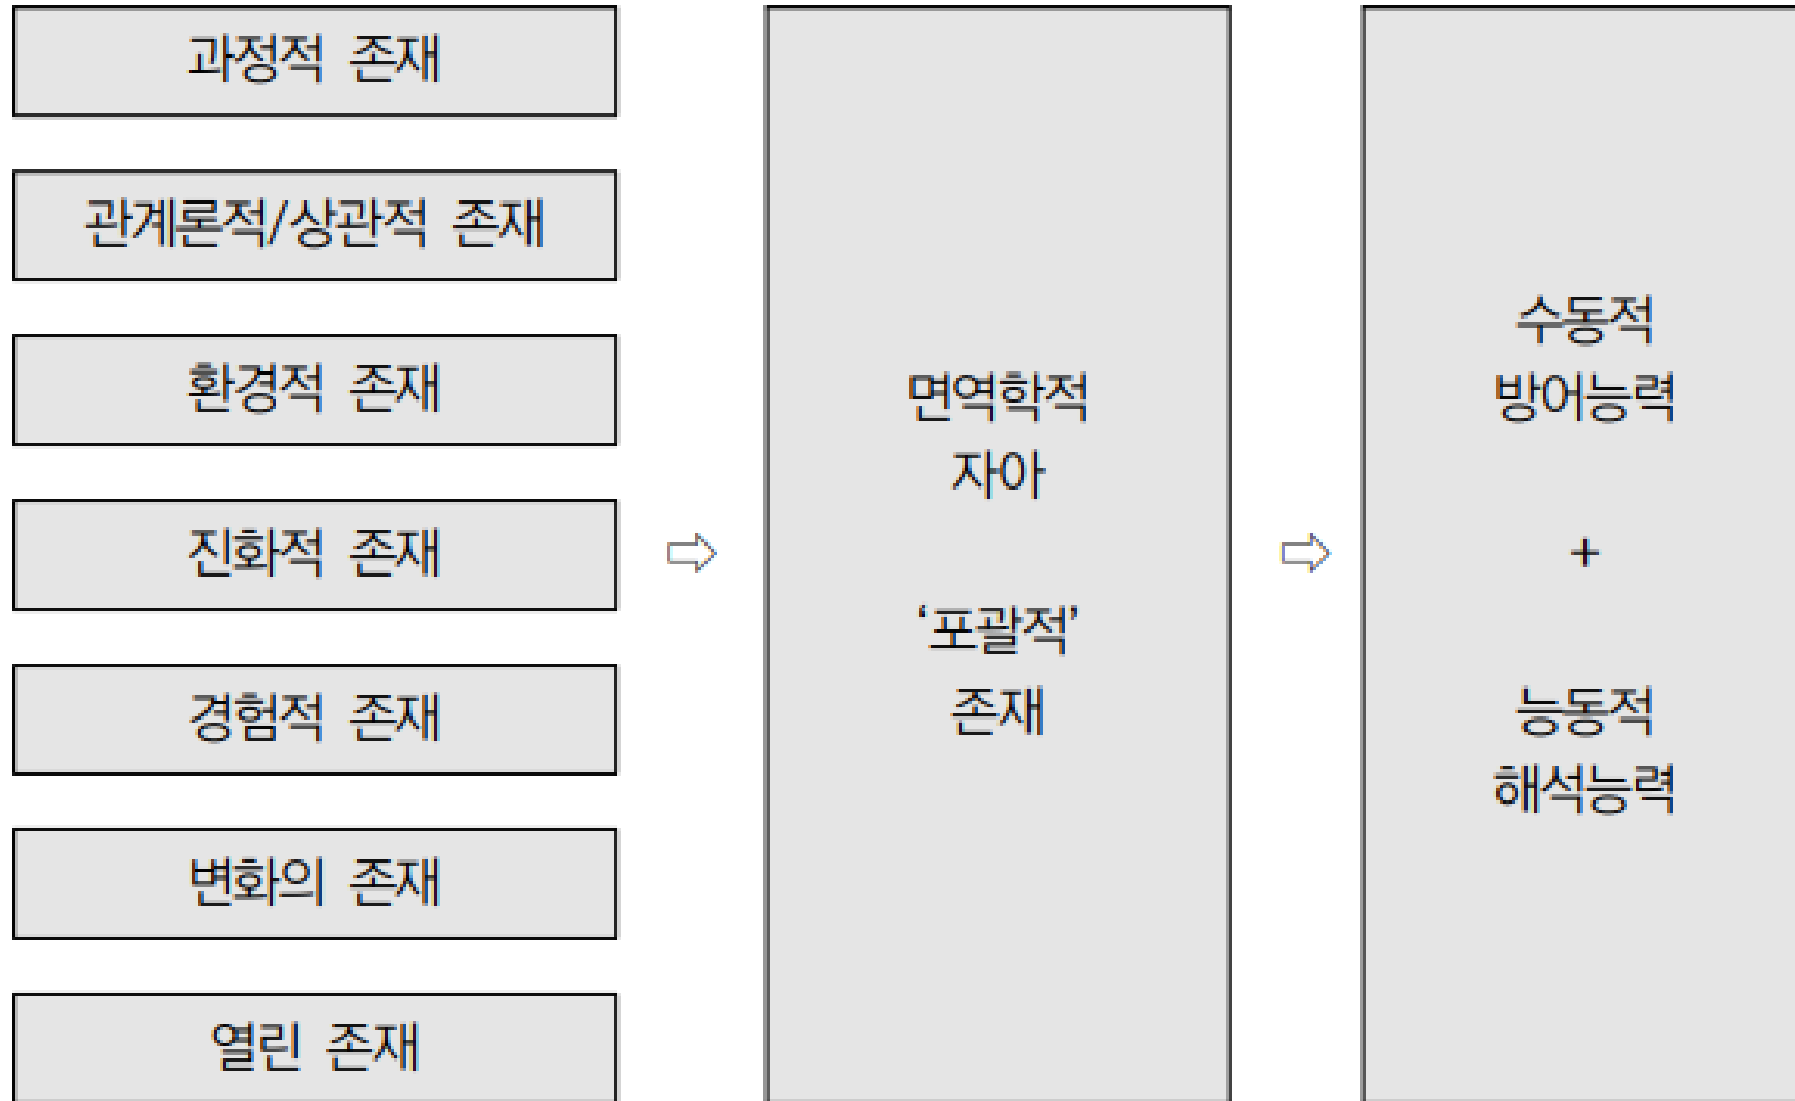 과정적 존재
관계론적/상관적 존재
환경적 존재
진화적 존재
경험적 존재
변화의 존재
열린 존재
⇨
면역학적
자아
‘포괄적’
존재
⇨
수동적
방어능력
+
능동적
해석능력